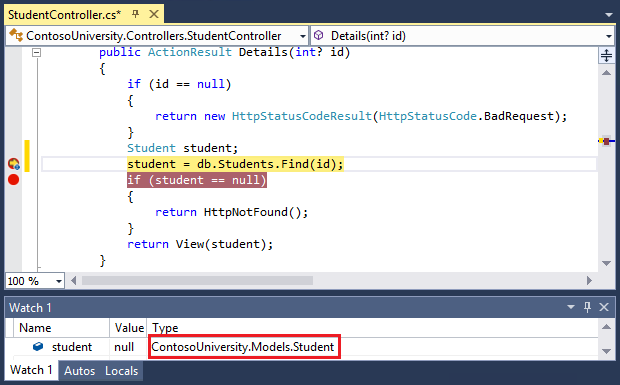 StudentController.cs*
ContosoUniversity.Controllers.StudentController Details(int? id)
public ActionResult Details(int? id)
{
if (id == null)
{
return new HttpStatusCodeResult(HttpStatusCode.BadRequest);
}
Student student;
student = db.Students.Find(id);
if (student == null)
{
return HttpNotFound();
}
return View(student);
}
100 %
Watch 1
Name Value Type
student null ContosoUniversity.Models.Student
Watch 1 Autos Locals